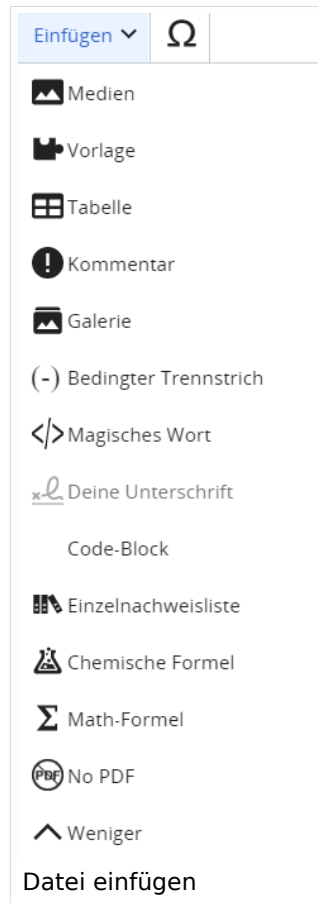 Einfügen Ω
Medien
Vorlage
Tabelle
Kommentar
Galerie
(-) Bedingter Trennstrich
</> Magisches Wort
Deine Unterschrift
Code-Block
Einzelnachweisliste
Chemische Formel
Σ Math-Formel
PDF No PDF
Weniger
Datei einfügen